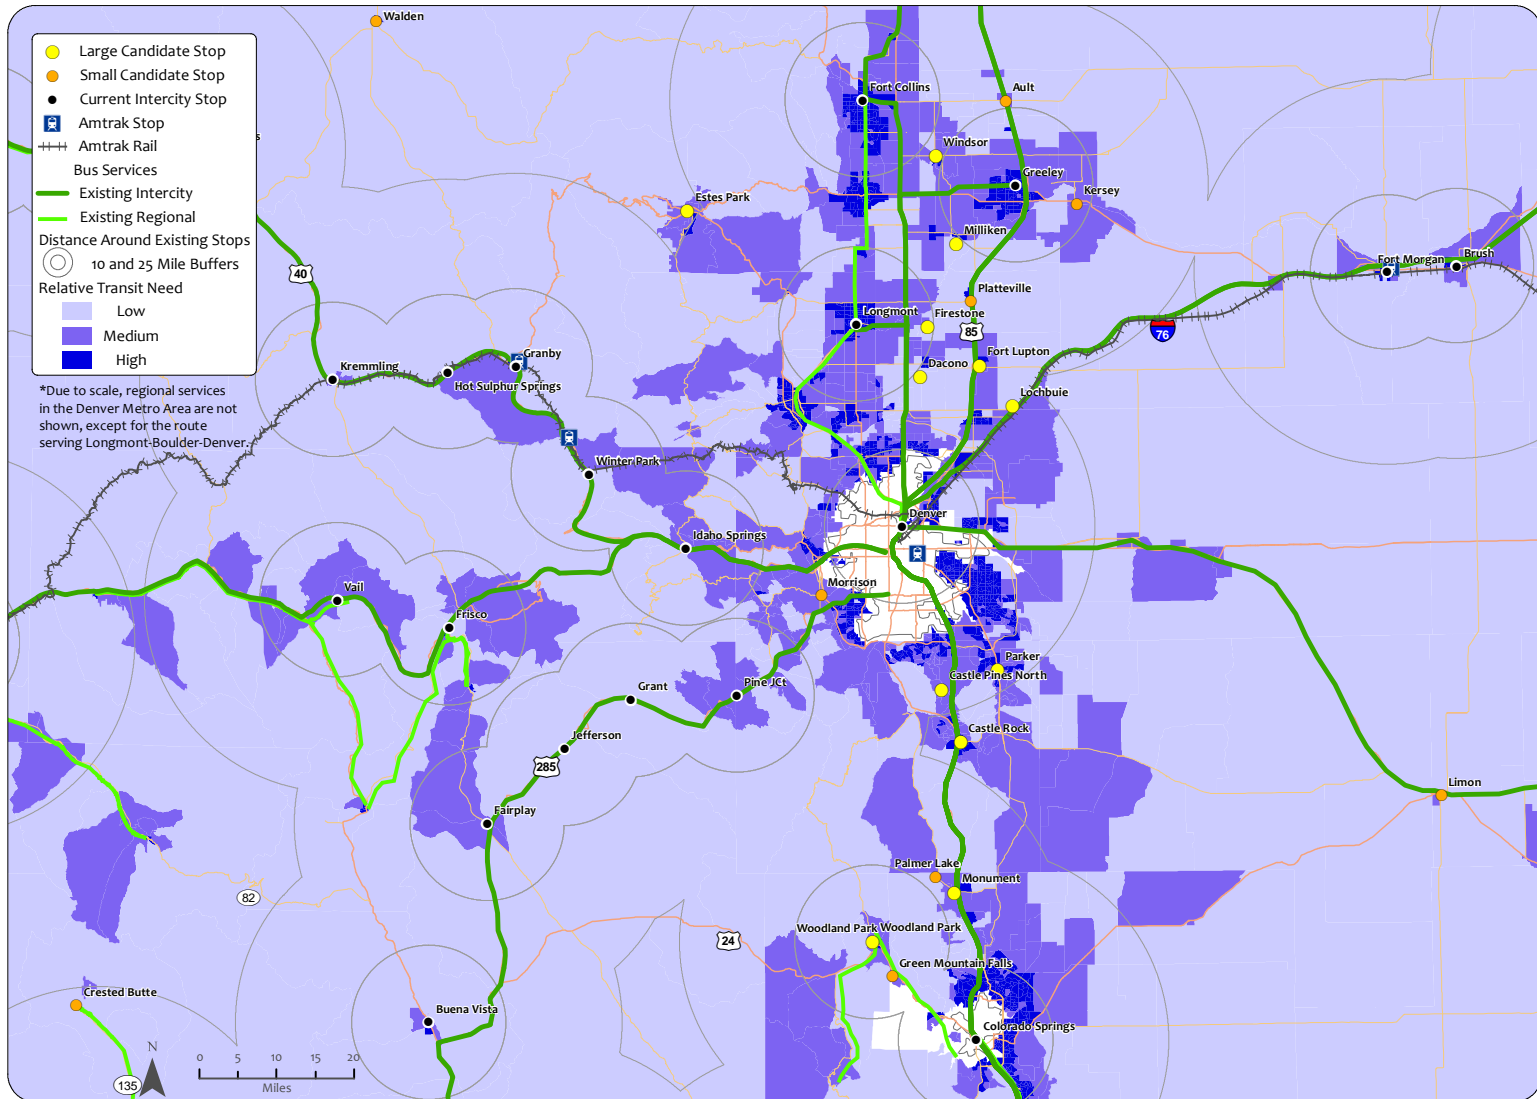 Walden
Large Candidate Stop
Small Candidate Stop
Current Intercity Stop
Amtrak Stop
Amtrak Rail
Bus Services
Existing Intercity
Existing Regional
Distance Around Existing Stops
10 and 25 Mile Buffers
Relative Transit Need
Low
Medium
High
*Due to scale, regional services
in the Denver Metro Area are not
shown, except for the route
serving Longmont-Boulder-Denver.
s
Fort Collins
Ault
Windsor
Greeley
Kersey
Estes Park
Milliken
Fort Morgan
Brush
40
Platteville
Longmont
Firestone
85
76
Granby
Kremmling
Hot Sulphur Springs
Dacono
Fort Lupton
Lochbuie
Winter Park
Denver
Idaho Springs
Morrison
Vail
Frisco
Parker
Castle Pines North
Pine JCt
Grant
Jefferson
285
Castle Rock
Limon
Fairplay
Palmer Lake
Monument
82
Woodland Park
Woodland Park
24
Green Mountain Falls
Crested Butte
Buena Vista
Colorado Springs
N
0 5 10 15 20
Miles
135